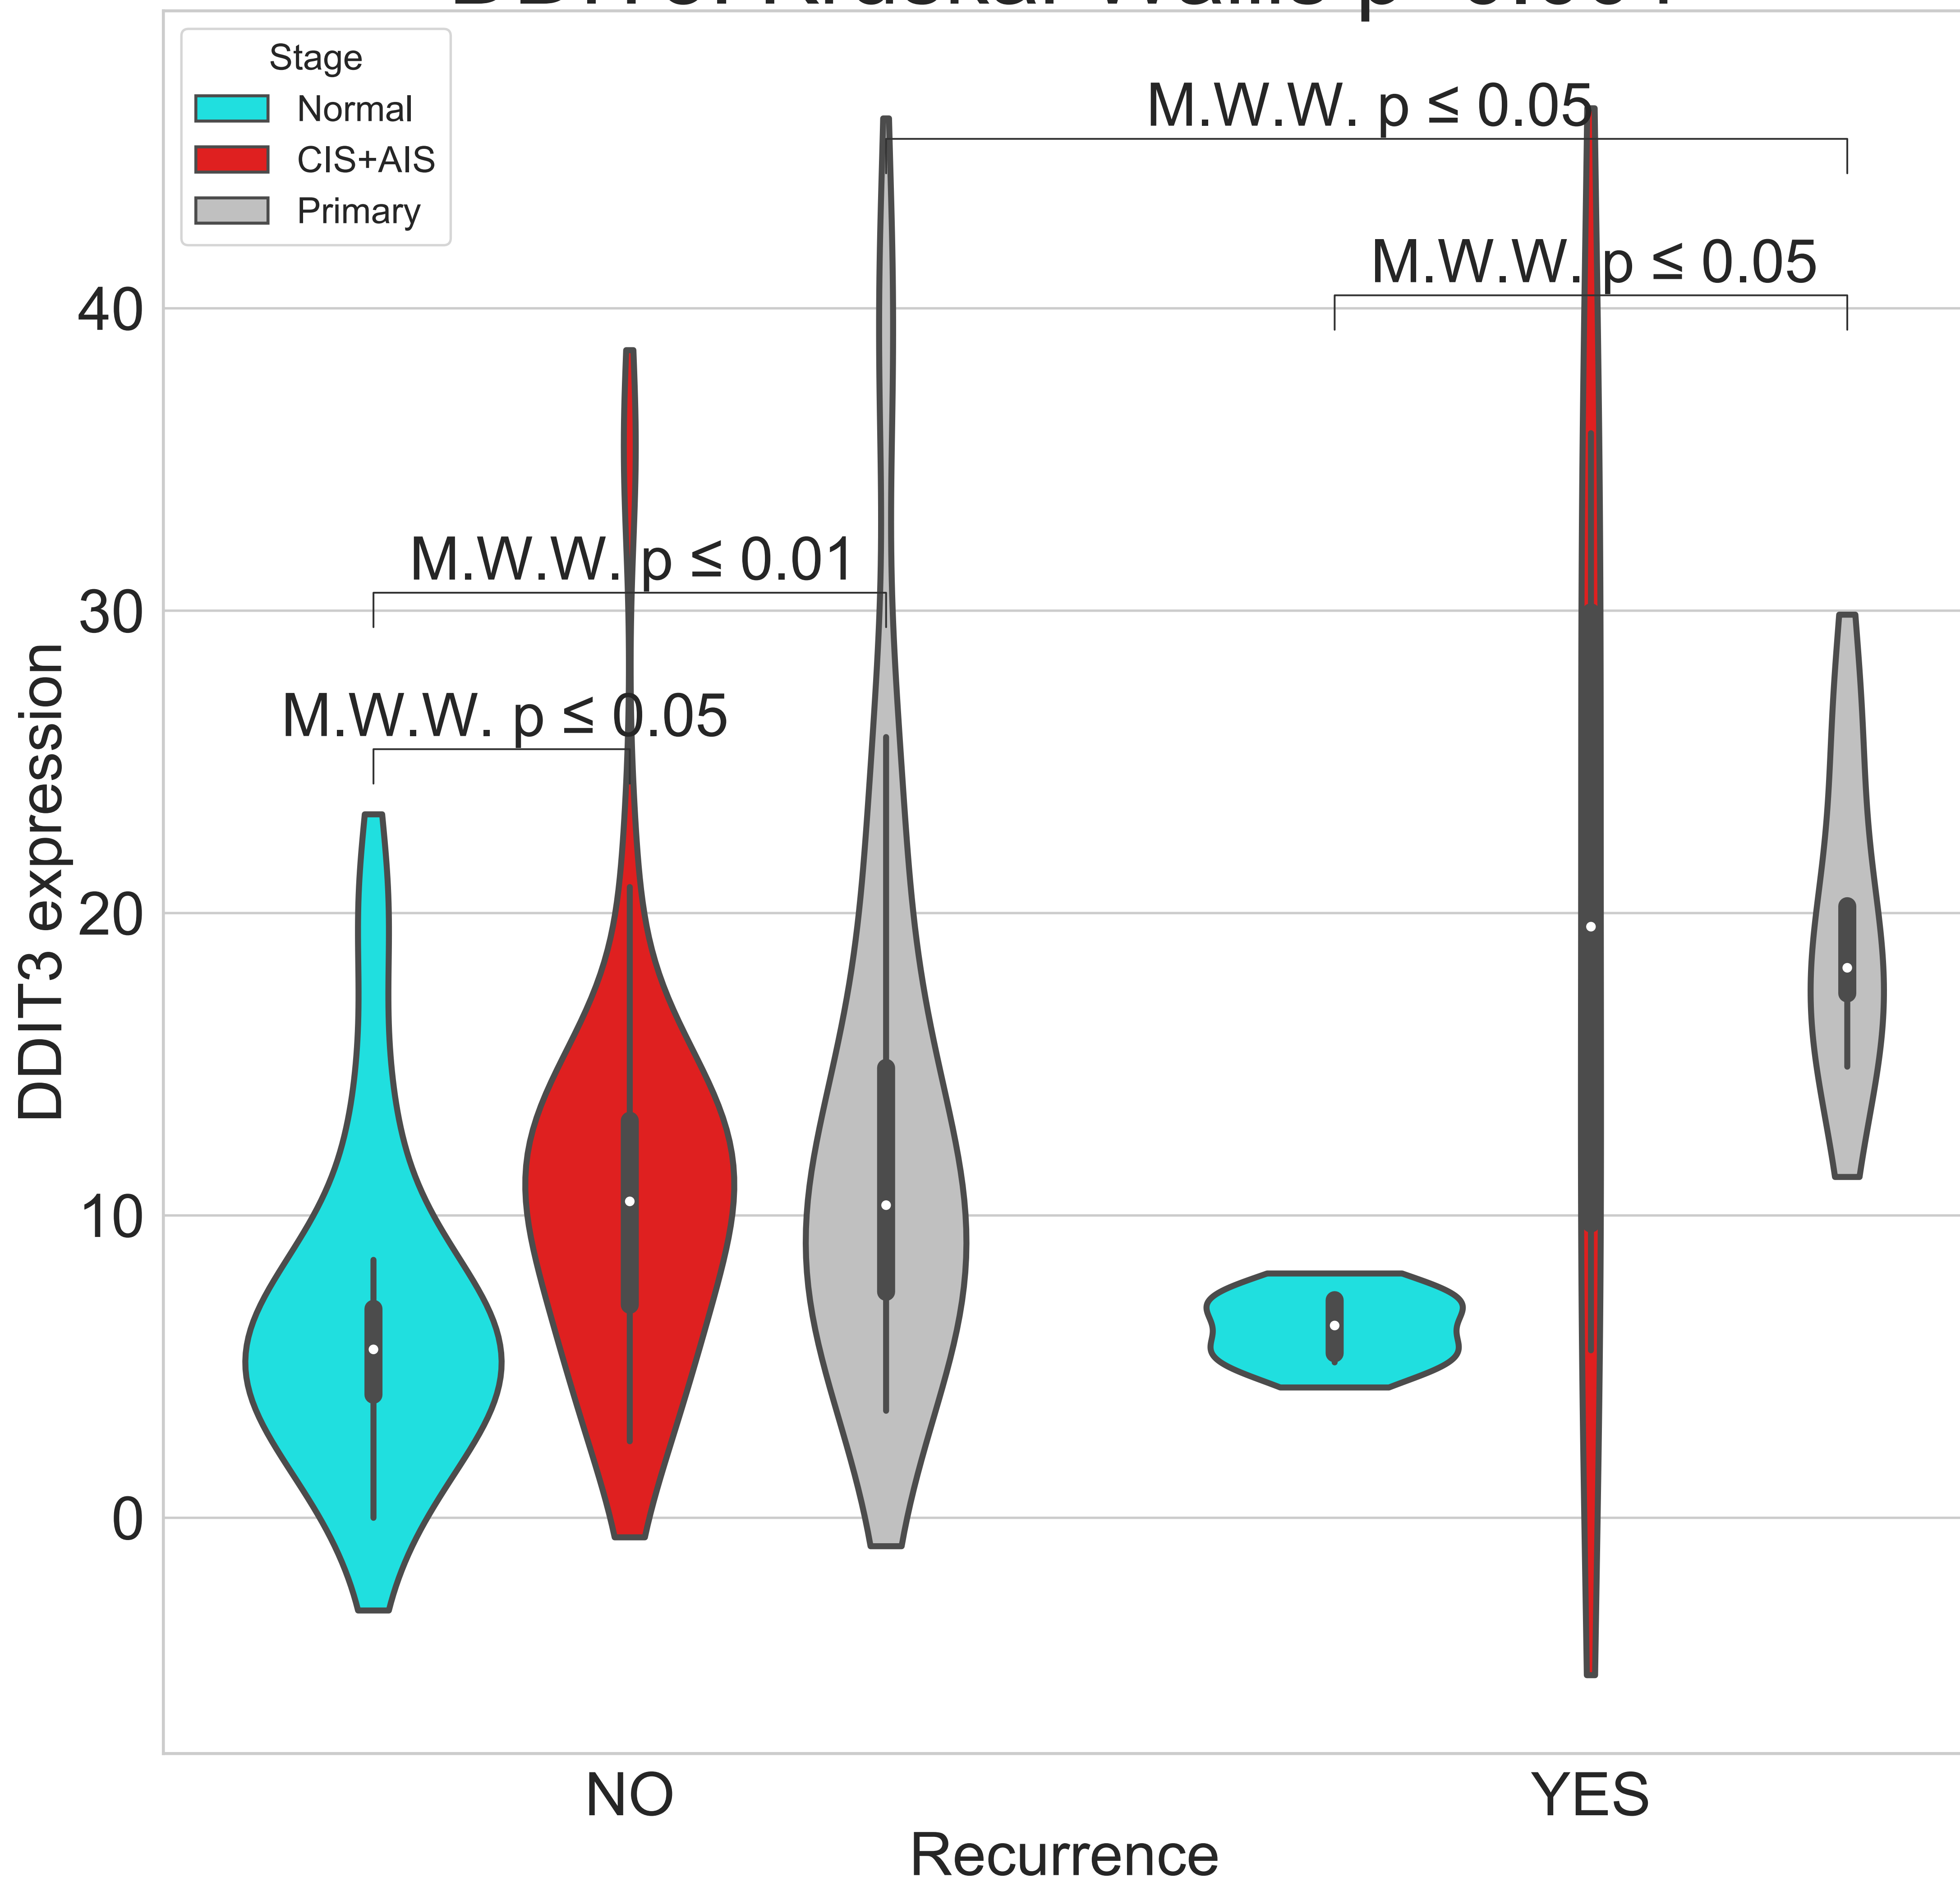 Stage
Normal
CIS+AIS
Primary
M.W.W. p ≤ 0.05
M.W.W. p ≤ 0.05
M.W.W. p ≤ 0.01
M.W.W. p ≤ 0.05
40
30
20
10
0
DDIT3 expression
NO
YES
Recurrence